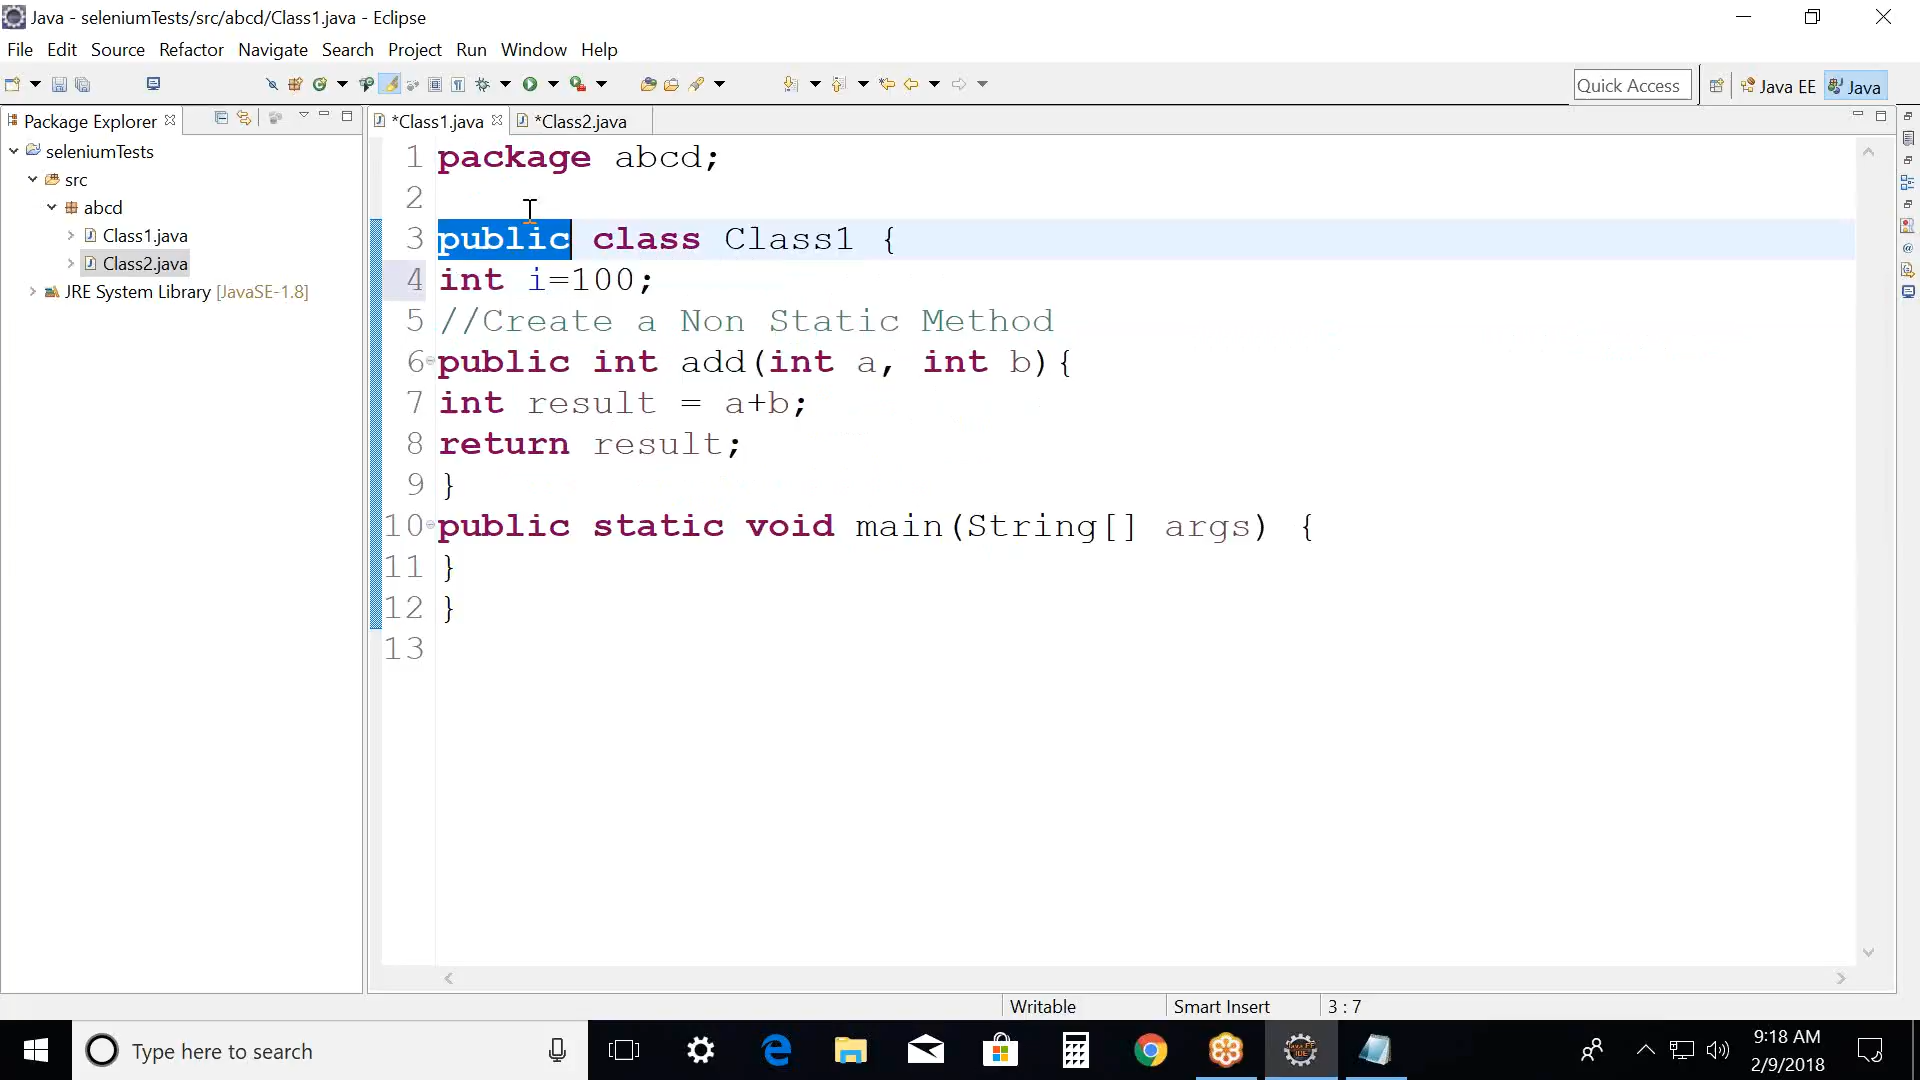 Java - seleniumTests/src/abcd/Class1.java - Eclipse
File Edit Source Refactor Navigate Search Project Run Window Help
Quick Access Java EE Java
Package Explorer
*Class1.java *Class2.java
seleniumTests
src
abcd
Class1.java
Class2.java
JRE System Library [JavaSE-1.8]
1 package abcd;
2
3 public class Class1 {
4 int i=100;
5 //Create a Non Static Method
6 public int add(int a, int b){
7 int result = a+b;
8 return result;
9 }
10 public static void main(String[] args) {
11 }
12 }
13
Writable Smart Insert 3 : 7
Type here to search
9:18 AM
2/9/2018